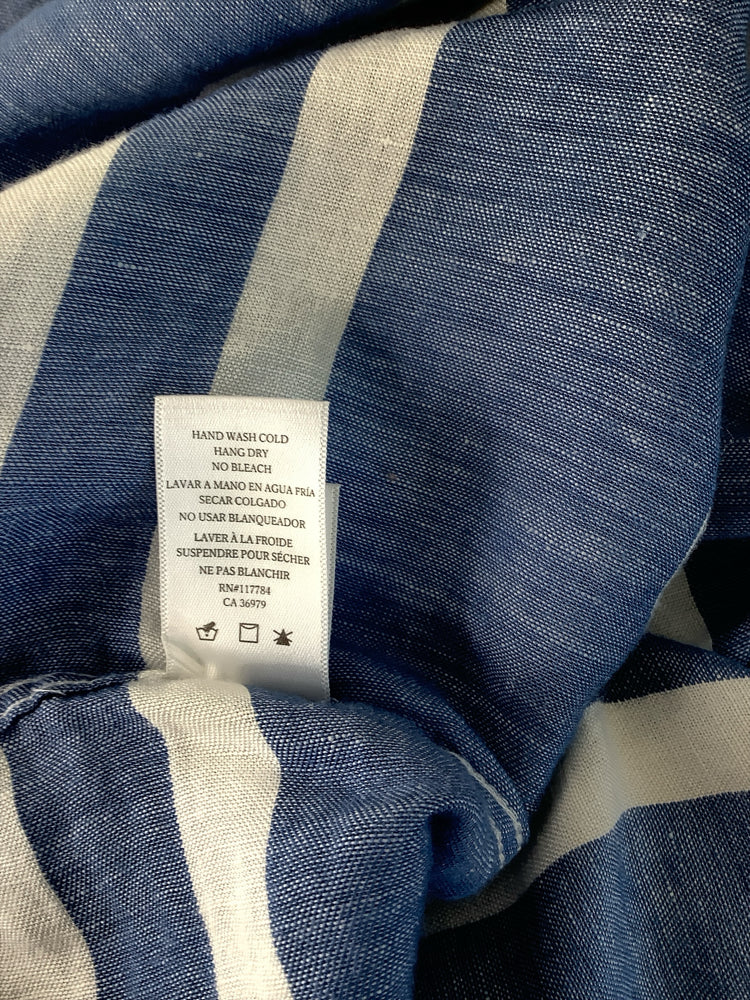 HAND WASH COLD
HANG DRY
NO BLEACH
LAVAR A MANO EN AGUA FRÍA
SECAR COLGADO
NO USAR BLANQUEADOR
LAVER À LA FROIDE
SUSPENDRE POUR SÉCHER
NE PAS BLANCHIR
RN#117784
CA 36979